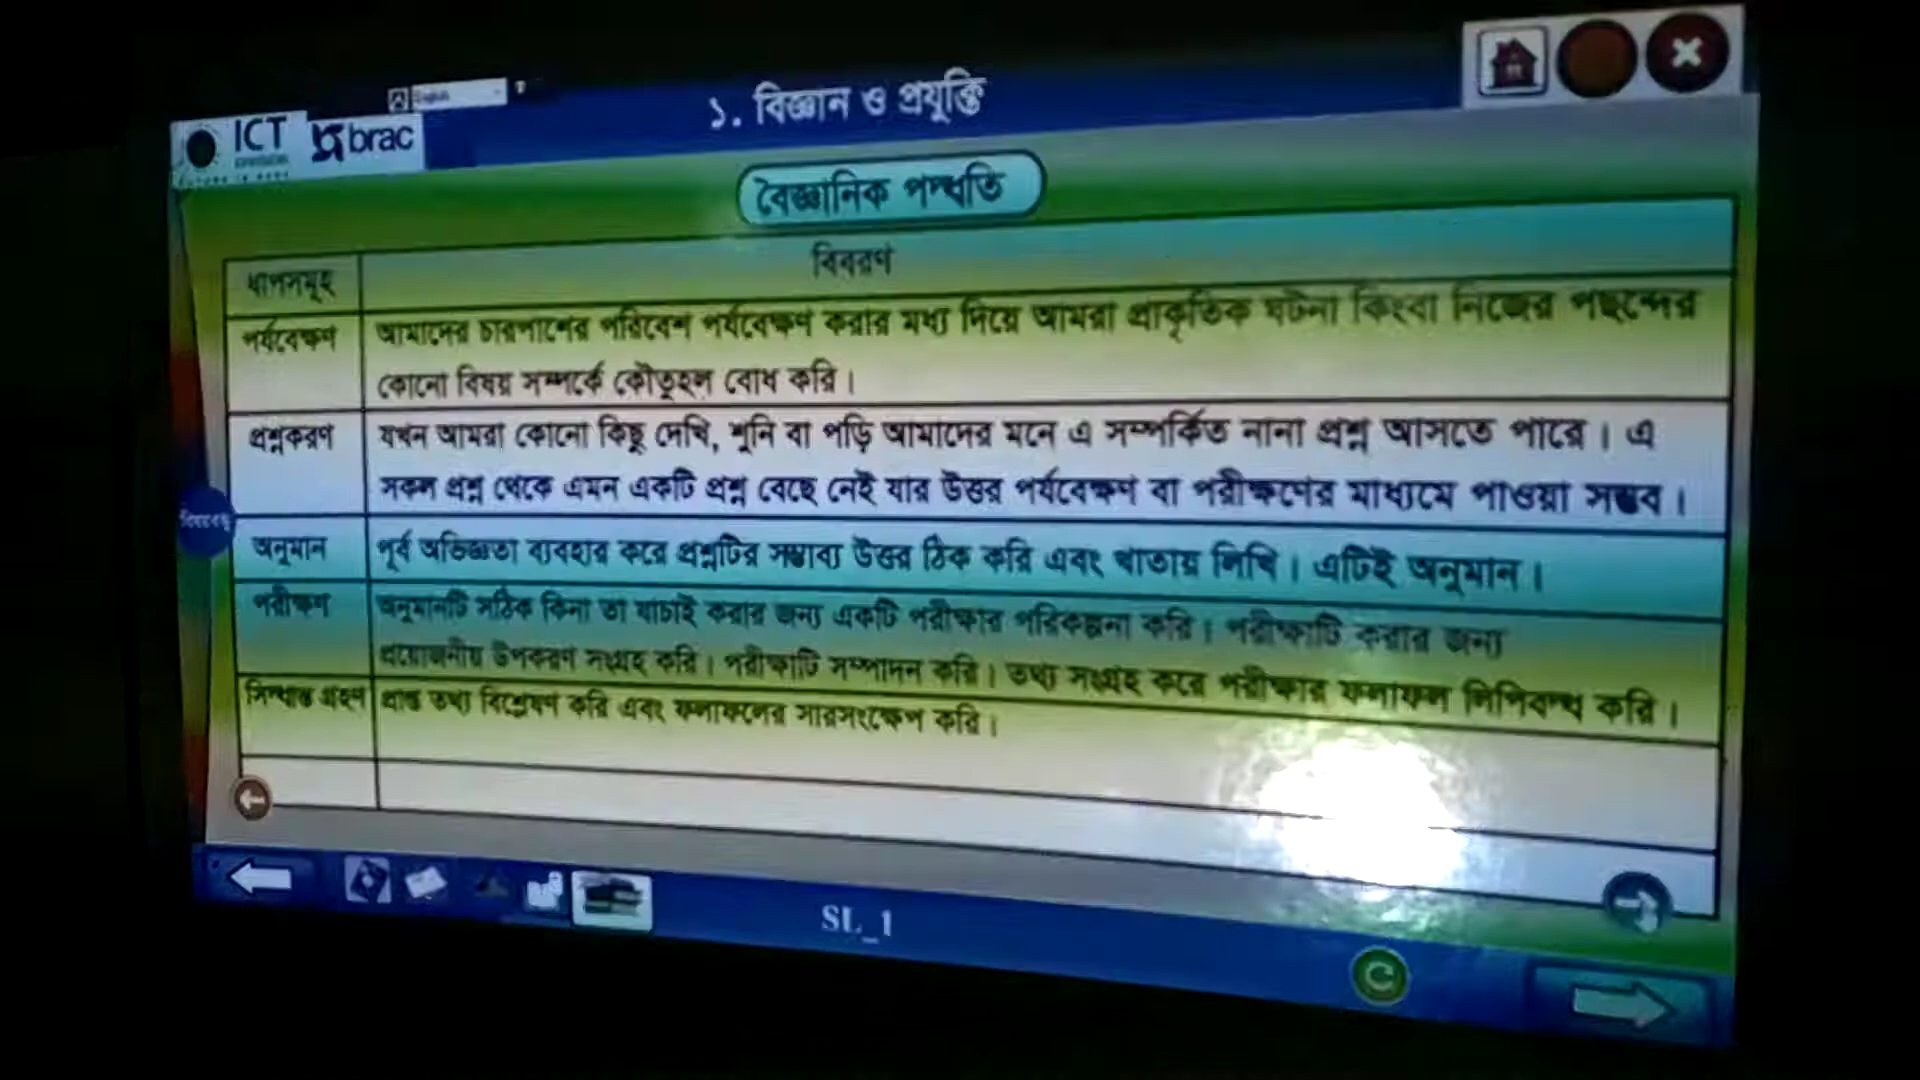 English
ICT
brac
১. বিজ্ঞান ও প্রযুক্তি
বৈজ্ঞানিক পদ্ধতি
ধাপসমূহ
বিবরণ
পর্যবেক্ষণ
আমাদের চারপাশের পরিবেশ পর্যবেক্ষণ করার মধ্য দিয়ে আমরা প্রাকৃতিক ঘটনা কিংবা নিজের পছন্দের
কোনো বিষয় সম্পর্কে কৌতূহল বোধ করি।
প্রশ্নকরণ
যখন আমরা কোনো কিছু দেখি, শুনি বা পড়ি আমাদের মনে এ সম্পর্কিত নানা প্রশ্ন আসতে পারে। এ
সকল প্রশ্ন থেকে এমন একটি প্রশ্ন বেছে নেই যার উত্তর পর্যবেক্ষণ বা পরীক্ষণের মাধ্যমে পাওয়া সম্ভব।
অনুমান
পূর্ব অভিজ্ঞতা ব্যবহার করে প্রশ্নটির সম্ভাব্য উত্তর ঠিক করি এবং খাতায় লিখি। এটিই অনুমান।
পরীক্ষণ
অনুমানটি সঠিক কিনা তা যাচাই করার জন্য একটি পরীক্ষার পরিকল্পনা করি। পরীক্ষাটি করার জন্য
প্রয়োজনীয় উপকরণ সংগ্রহ করি। পরীক্ষাটি সম্পাদন করি। তথ্য সংগ্রহ করে পরীক্ষার ফলাফল লিপিবদ্ধ করি।
সিদ্ধান্ত গ্রহণ
প্রাপ্ত তথ্য বিশ্লেষণ করি এবং ফলাফলের সারসংক্ষেপ করি।
বিষয়বস্তু
SL_1